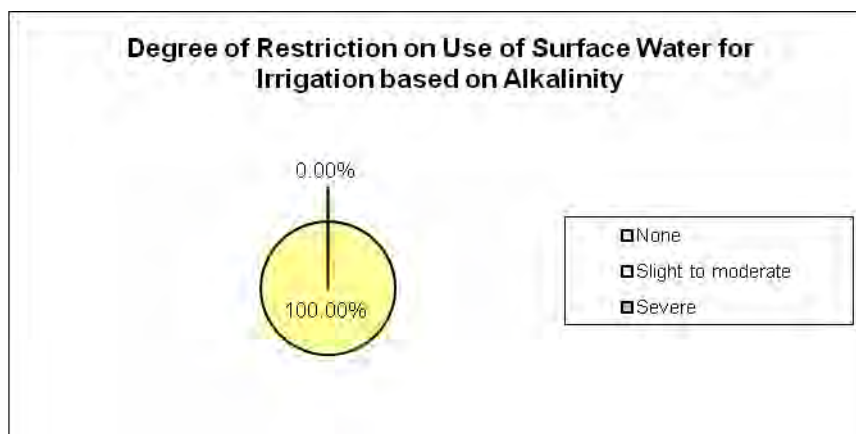 Degree of Restriction on Use of Surface Water for
Irrigation based on Alkalinity
0.00%
100.00%
None
Slight to moderate
Severe